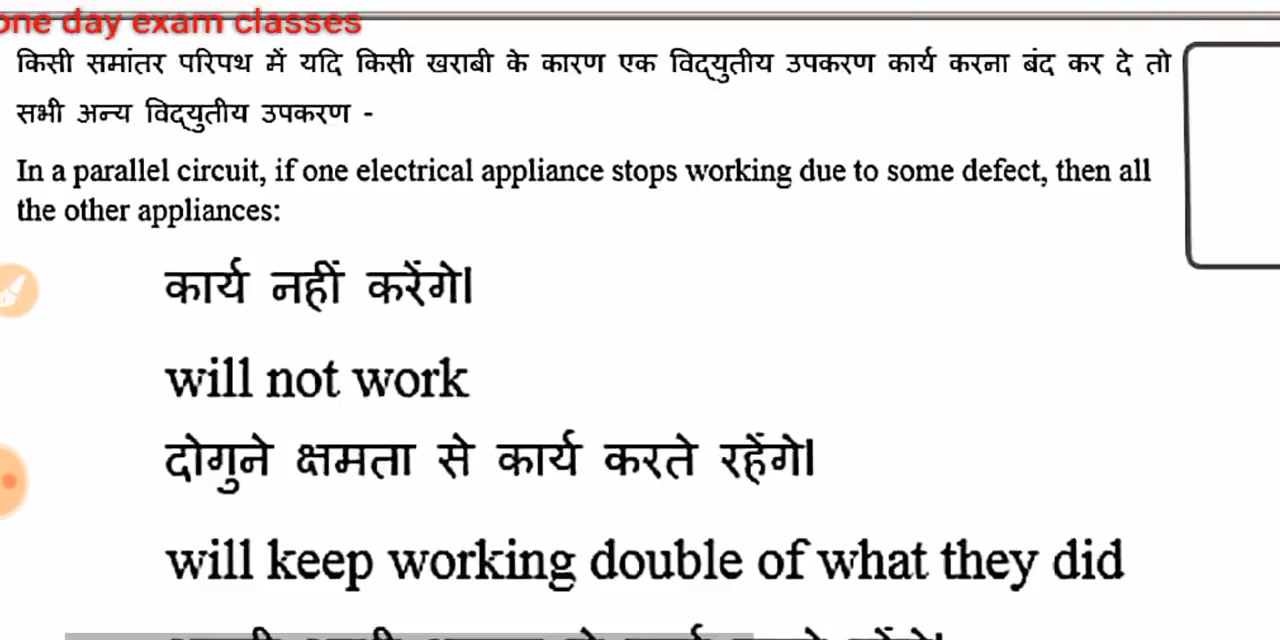 one day exam classes
किसी समांतर परिपथ में यदि किसी खराबी के कारण एक विद्युतीय उपकरण कार्य करना बंद कर दे तो
सभी अन्य विद्युतीय उपकरण -
In a parallel circuit, if one electrical appliance stops working due to some defect, then all
the other appliances:
कार्य नहीं करेंगे।
will not work
दोगुने क्षमता से कार्य करते रहेंगे।
will keep working double of what they did